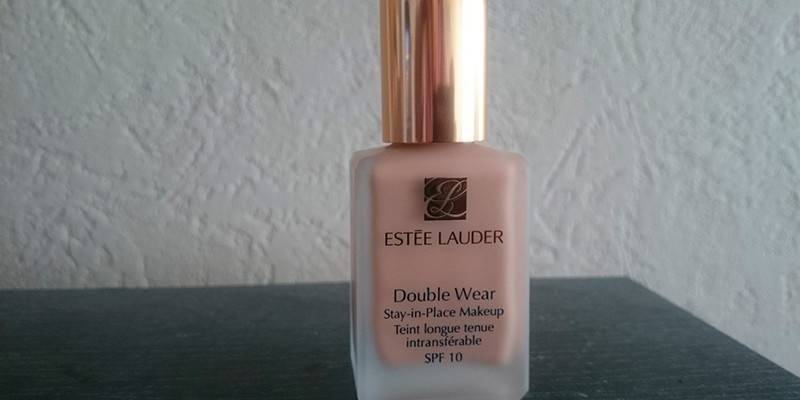 ESTĒE LAUDER
Double Wear
Stay-in-Place Makeup
Teint longue tenue
intransférable
SPF 10